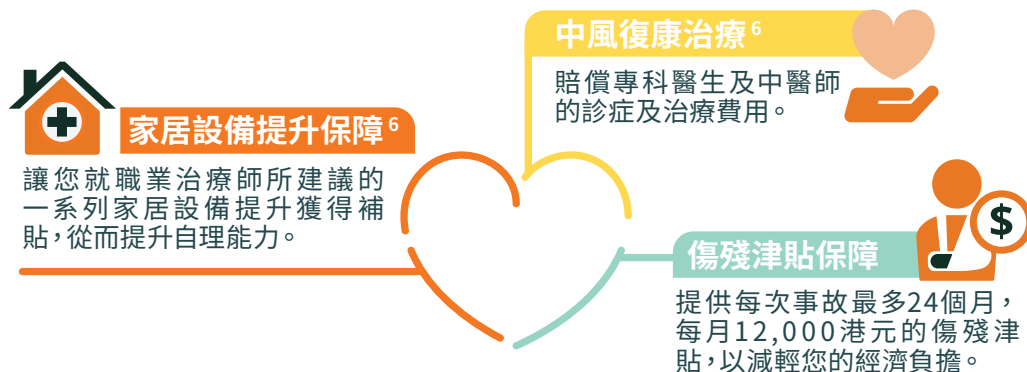 中風復康治療6
賠償專科醫生及中醫師
的診症及治療費用。
家居設備提升保障6
讓您就職業治療師所建議的
一系列家居設備提升獲得補
貼，從而提升自理能力。
$
傷殘津貼保障
提供每次事故最多24個月，
每月12,000港元的傷殘津
貼，以減輕您的經濟負擔。